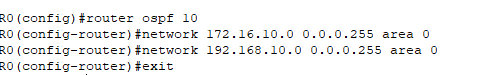 R0(config)#router ospf 10
R0(config-router)#network 172.16.10.0 0.0.0.255 area 0
R0(config-router)#network 192.168.10.0 0.0.0.255 area 0
R0(config-router)#exit